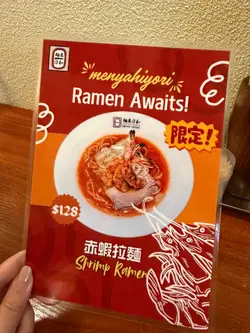 menyahiyori
Ramen Awaits!
限定!
$128
赤蝦拉麵
Shrimp Ramen